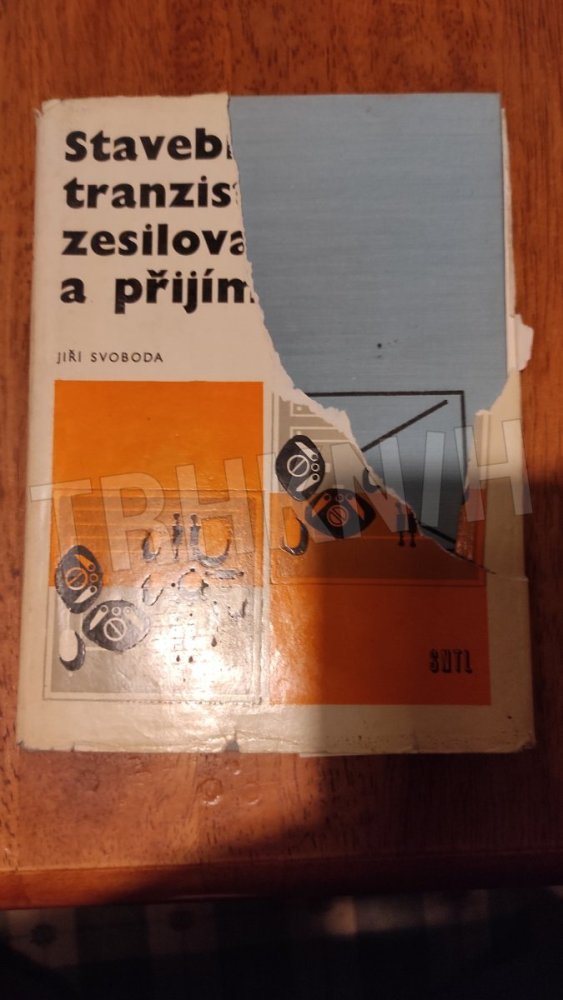 Staveb
tranzis
zesilova
a přijím
JIŘÍ SVOBODA
TRHKNIH
SNTL